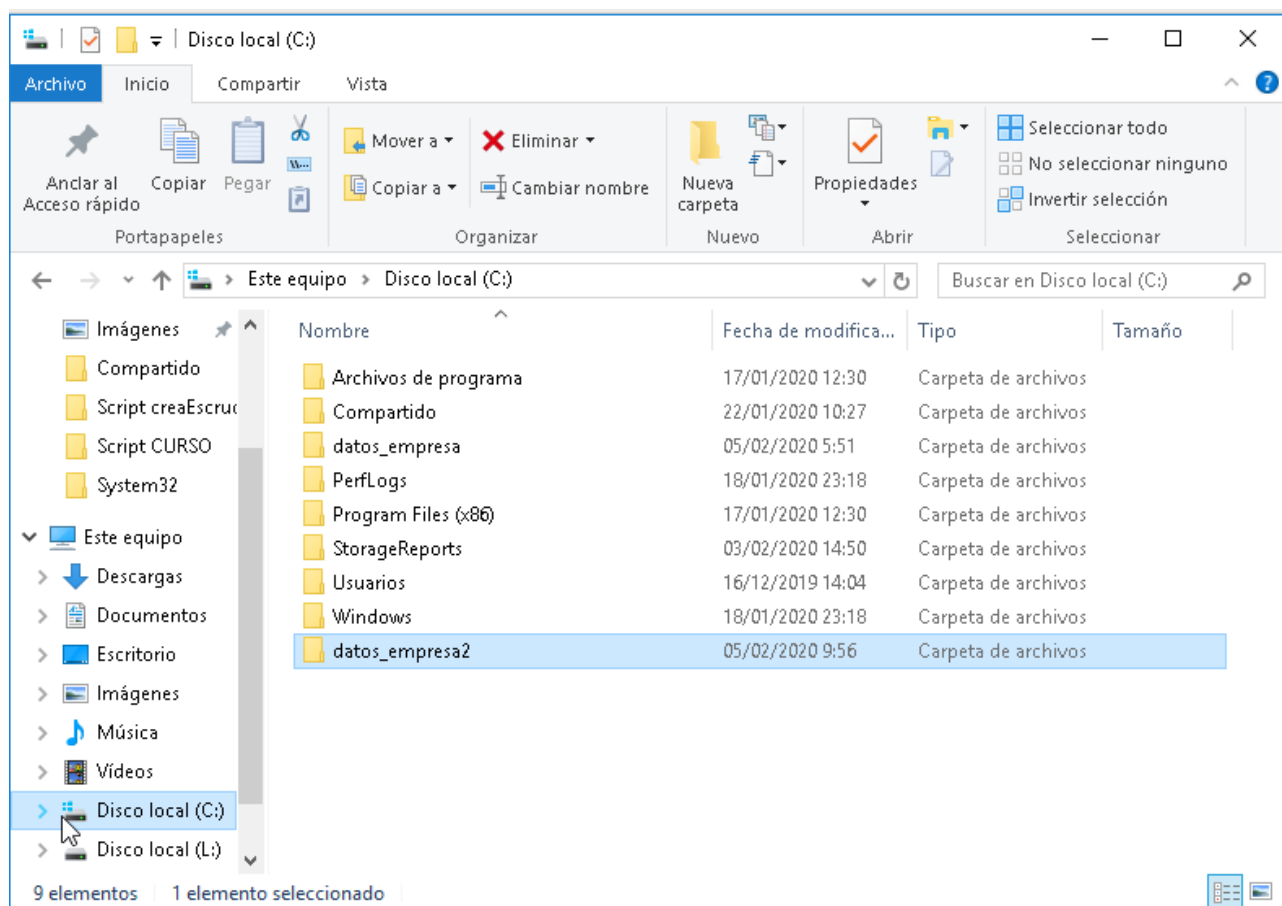 Disco local (C:)
Archivo Inicio Compartir Vista
Anclar al Acceso rápido Copiar Pegar Mover a Copiar a Eliminar Cambiar nombre Nueva carpeta Propiedades Seleccionar todo
No seleccionar ninguno
Invertir selección
Portapapeles Organizar Nuevo Abrir Seleccionar
Este equipo > Disco local (C:) Buscar en Disco local (C:)
Imágenes
Compartido
Script creaEscruc
Script CURSO
System32
Este equipo
Descargas
Documentos
Escritorio
Imágenes
Música
Vídeos
Disco local (C:)
Disco local (L:)
Nombre Fecha de modifica... Tipo Tamaño
Archivos de programa 17/01/2020 12:30 Carpeta de archivos
Compartido 22/01/2020 10:27 Carpeta de archivos
datos_empresa 05/02/2020 5:51 Carpeta de archivos
PerfLogs 18/01/2020 23:18 Carpeta de archivos
Program Files (x86) 17/01/2020 12:30 Carpeta de archivos
StorageReports 03/02/2020 14:50 Carpeta de archivos
Usuarios 16/12/2019 14:04 Carpeta de archivos
Windows 18/01/2020 23:18 Carpeta de archivos
datos_empresa2 05/02/2020 9:56 Carpeta de archivos
9 elementos 1 elemento seleccionado